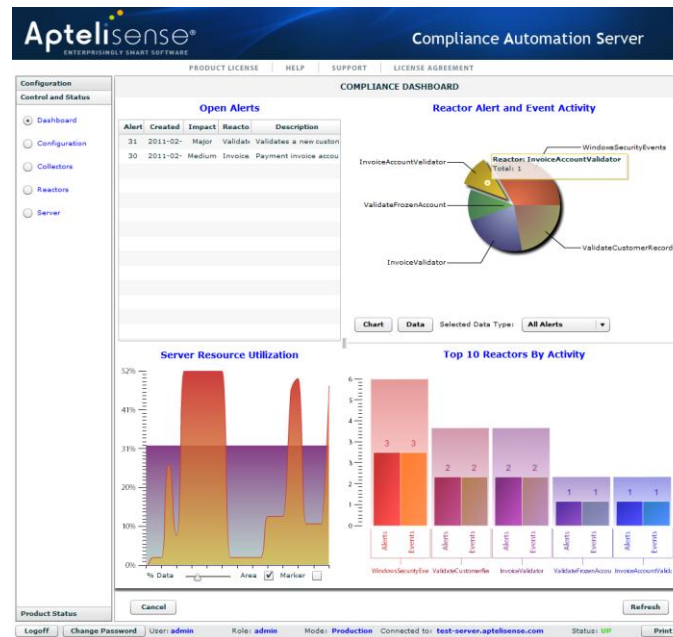 Aptelisense®
ENTERPRISINGLY SMART SOFTWARE
Compliance Automation Server
PRODUCT LICENSE HELP SUPPORT LICENSE AGREEMENT
Configuration
Control and Status
Dashboard
Configuration
Collectors
Reactors
Server
Product Status
COMPLIANCE DASHBOARD
Open Alerts
Alert Created Impact Reacto Description
31 2011-02- Major Validat Validates a new custon
30 2011-02- Medium Invoice Payment invoice accou
Reactor Alert and Event Activity
WindowsSecurityEvents
InvoiceAccountValidator
Reactor: InvoiceAccountValidator
Total: 1
ValidateFrozenAccount
ValidateCustomerRecord
InvoiceValidator
Chart Data Selected Data Type: All Alerts
Server Resource Utilization
52%
41%
31%
20%
10%
0%
% Data Area Marker
Top 10 Reactors By Activity
6
5
4
3
2
1
0
3 3 2 2 2 2 1 1 1 1
Alerts Events Alerts Events Alerts Events Alerts Events Alerts Events
WindowsSecurityEve ValidateCustomerRe InvoiceValidator ValidateFrozenAccou InvoiceAccountValid
Cancel Refresh
Logoff Change Password User: admin Role: admin Mode: Production Connected to: test-server.aptelisense.com Status: UP Print